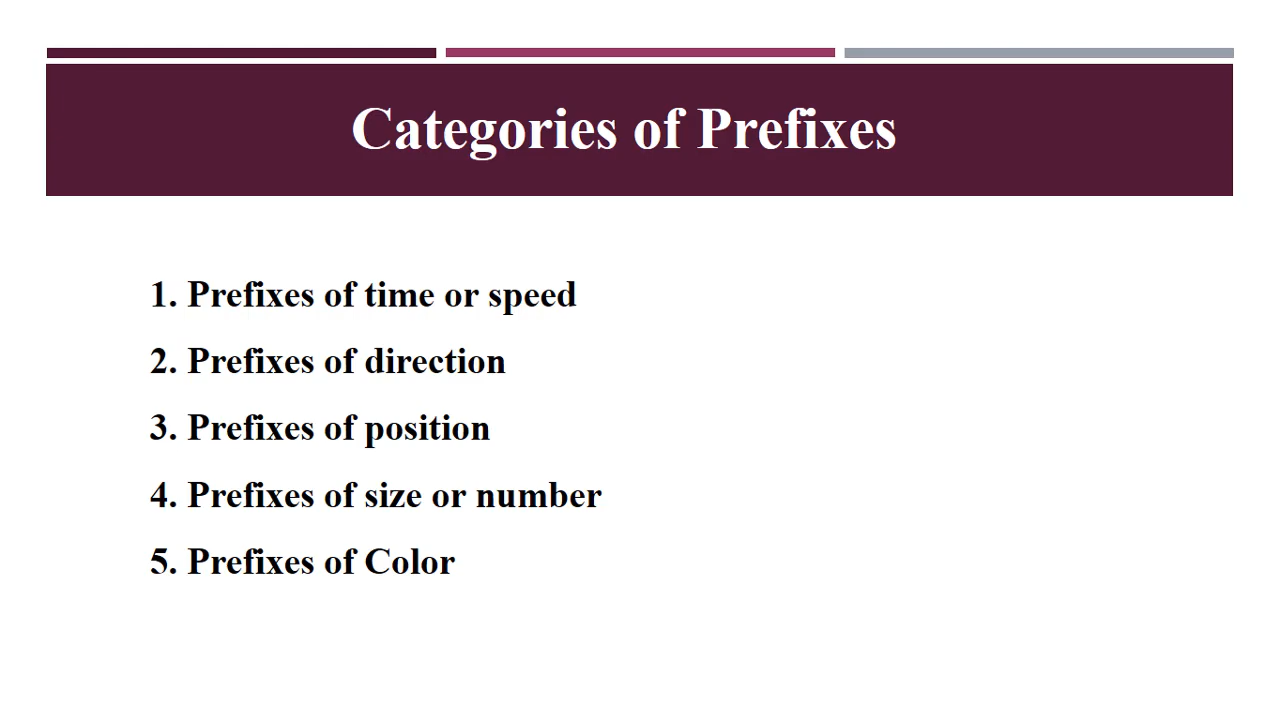 Categories of Prefixes
1. Prefixes of time or speed
2. Prefixes of direction
3. Prefixes of position
4. Prefixes of size or number
5. Prefixes of Color